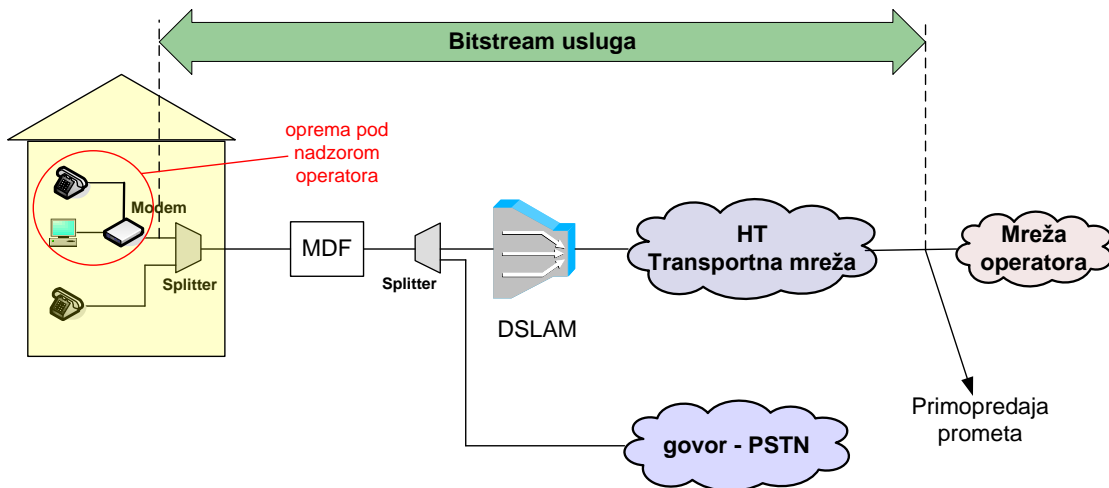 Bitstream usluga
oprema pod
nadzorom
operatora
Modem
Splitter
MDF
Splitter
DSLAM
HT
Transportna mreža
Mreža
operatora
Primopredaja
prometa
govor - PSTN